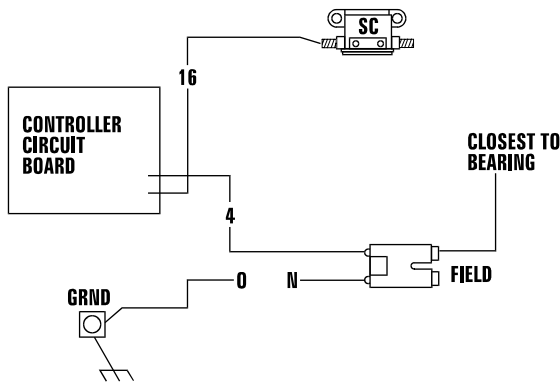 SC
16
CONTROLLER
CIRCUIT
BOARD
CLOSEST TO
BEARING
4
0 N
FIELD
GRND